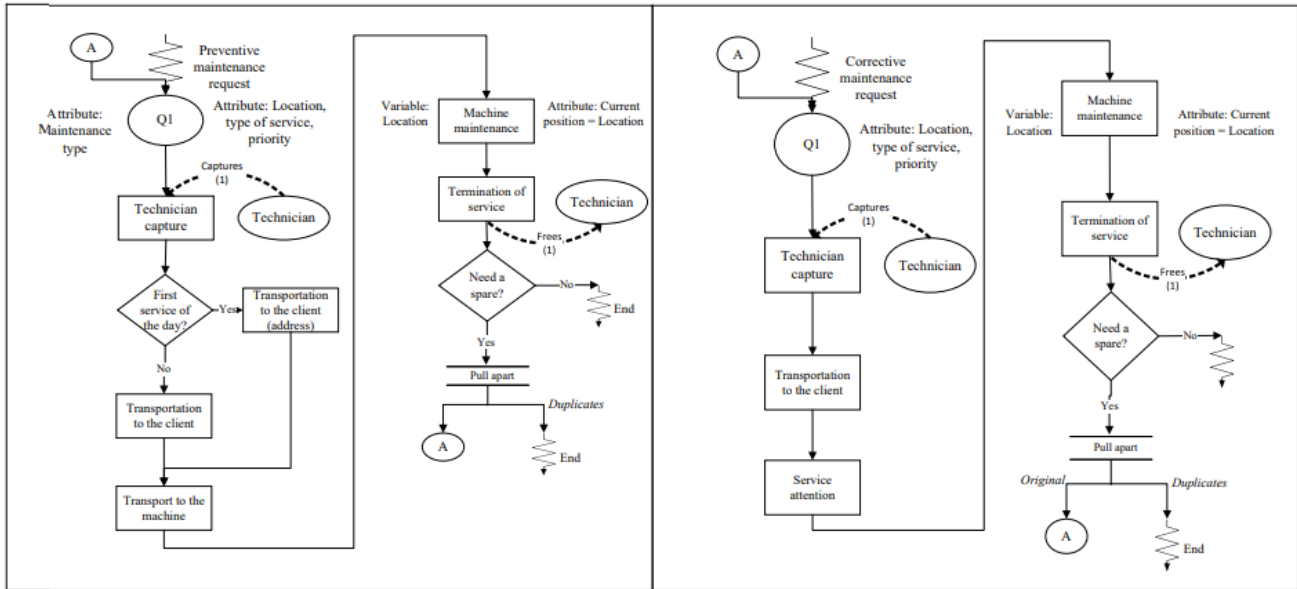 A
Preventive
maintenance
request
Attribute:
Maintenance
type
Q1
Attribute: Location,
type of service,
priority
Captures
(1)
Technician
capture
Technician
First
service of
the day?
Yes
Transportation
to the client
(address)
No
Transportation
to the client
Transport to the
machine
Variable:
Location
Machine
maintenance
Attribute: Current
position = Location
Termination of
service
Technician
Frees
(1)
Need a
spare?
No
End
Yes
Pull apart
Duplicates
A
End
A
Corrective
maintenance
request
Q1
Attribute: Location,
type of service,
priority
Captures
(1)
Technician
capture
Technician
Transportation
to the client
Service
attention
Variable:
Location
Machine
maintenance
Attribute: Current
position = Location
Termination of
service
Technician
Frees
(1)
Need a
spare?
No
Yes
Pull apart
Original
Duplicates
A
End